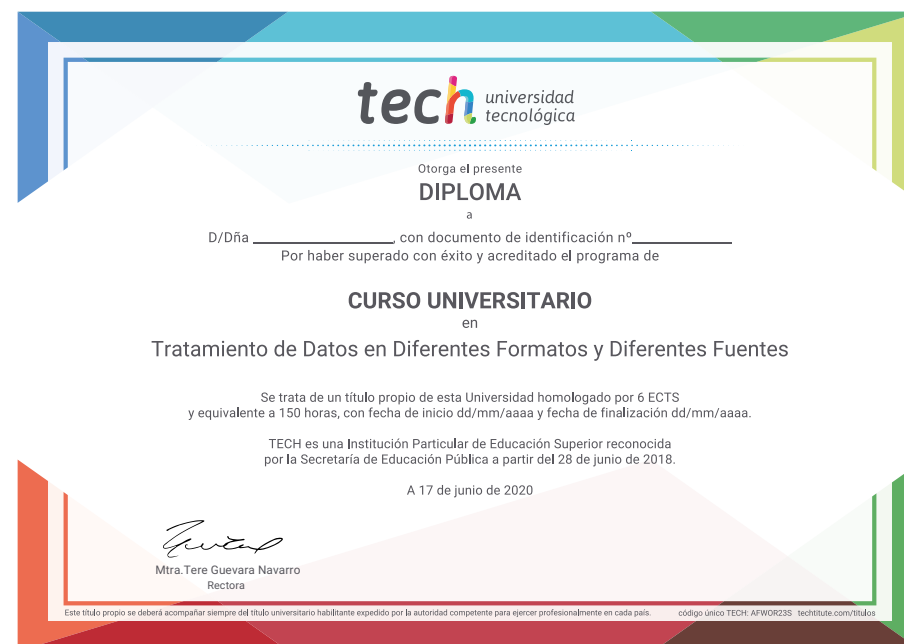 tech universidad
tecnológica
Otorga el presente
DIPLOMA
a
D/Dña ____________________, con documento de identificación nº______________
Por haber superado con éxito y acreditado el programa de
CURSO UNIVERSITARIO
en
Tratamiento de Datos en Diferentes Formatos y Diferentes Fuentes
Se trata de un título propio de esta Universidad homologado por 6 ECTS
y equivalente a 150 horas, con fecha de inicio dd/mm/aaaa y fecha de finalización dd/mm/aaaa.
TECH es una Institución Particular de Educación Superior reconocida
por la Secretaría de Educación Pública a partir del 28 de junio de 2018.
A 17 de junio de 2020
Mtra.Tere Guevara Navarro
Rectora
Este título propio se deberá acompañar siempre del título universitario habilitante expedido por la autoridad competente para ejercer profesionalmente en cada país. código único TECH: AFWOR23S techtitute.com/titulos